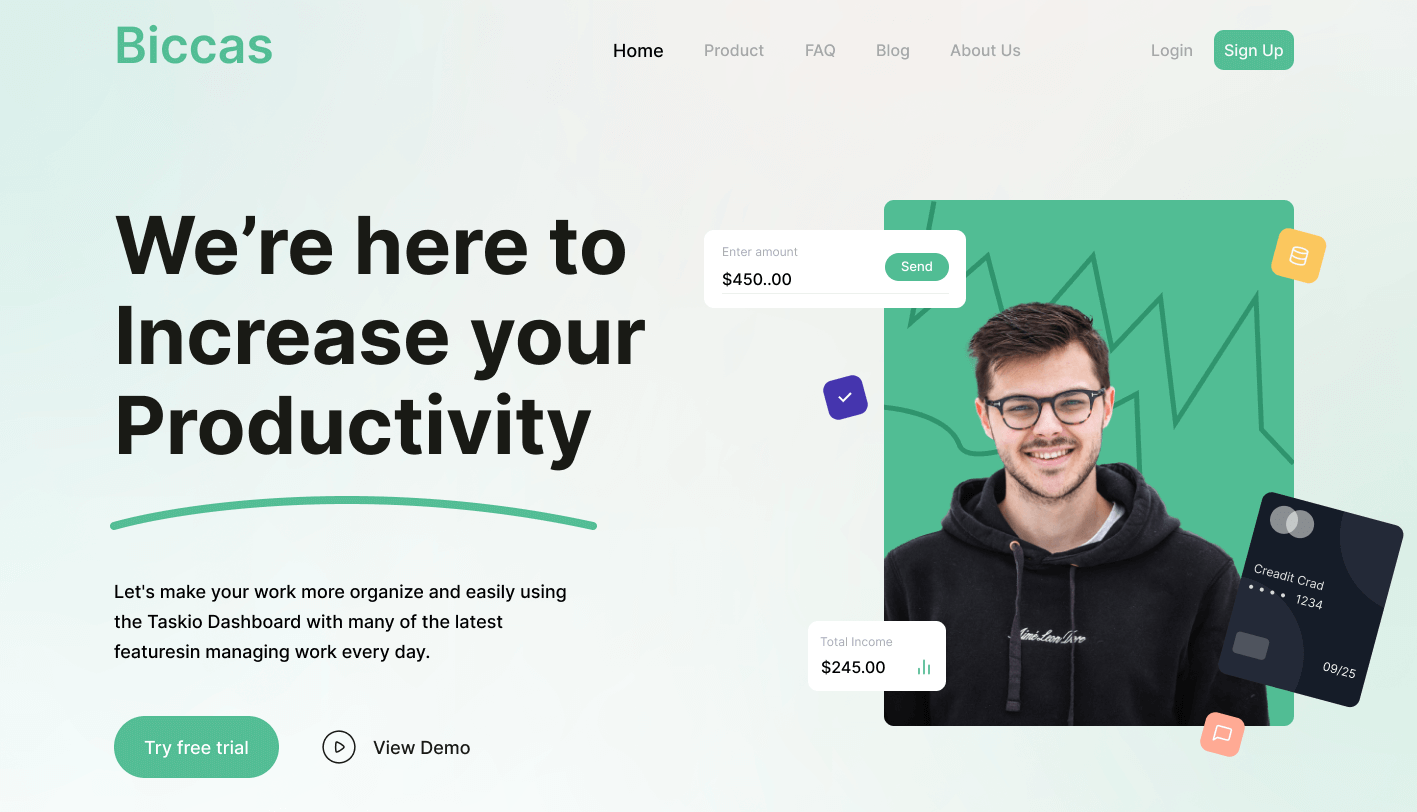 Biccas
Home Product FAQ Blog About Us Login Sign Up
We’re here to
Increase your
Productivity
Let's make your work more organize and easily using
the Taskio Dashboard with many of the latest
featuresin managing work every day.
Try free trial
View Demo
Enter amount
$450..00
Send
Creadit Crad
1234
09/25
Total Income
$245.00